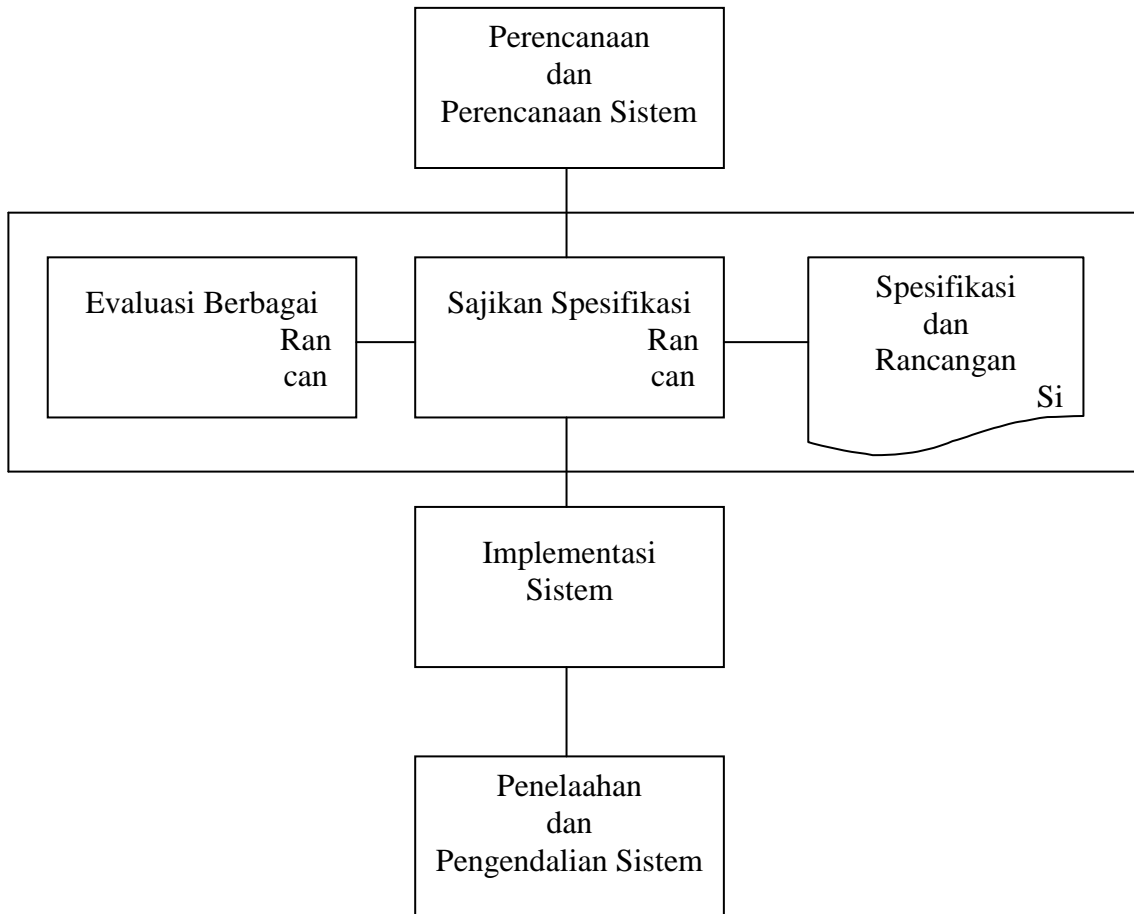 Perencanaan
dan
Perencanaan Sistem
Evaluasi Berbagai
Ran
can
Sajikan Spesifikasi
Ran
can
Spesifikasi
dan
Rancangan
Si
Implementasi
Sistem
Penelaahan
dan
Pengendalian Sistem